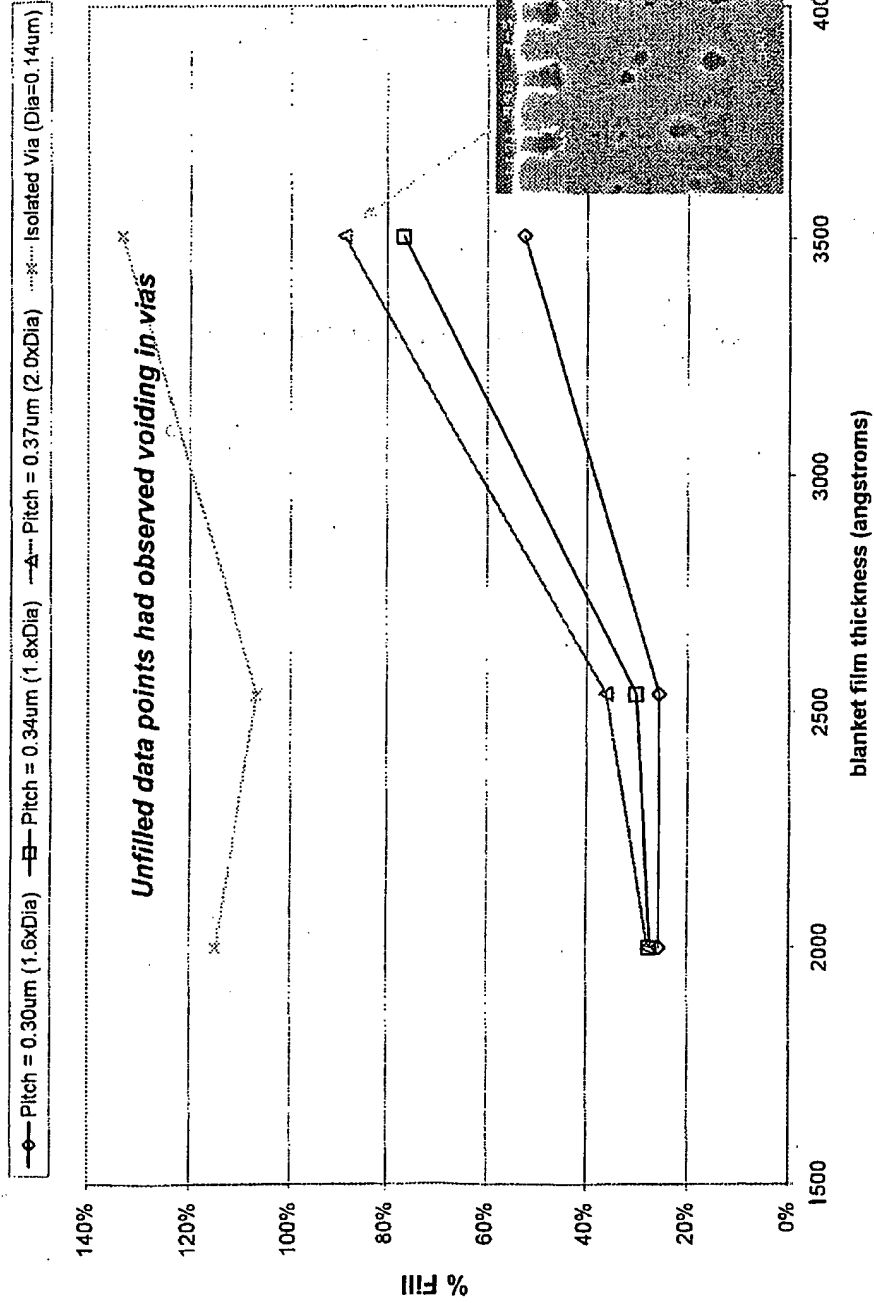 Pitch = 0.30um (1.6xDia) Pitch = 0.34um (1.8xDia) Pitch = 0.37um (2.0xDia) Isolated Via (Dia=0.14um)
Unfilled data points had observed voiding in vias
% Fill
140%
120%
100%
80%
60%
40%
20%
0%
1500 2000 2500 3000 3500 400
blanket film thickness (angstroms)